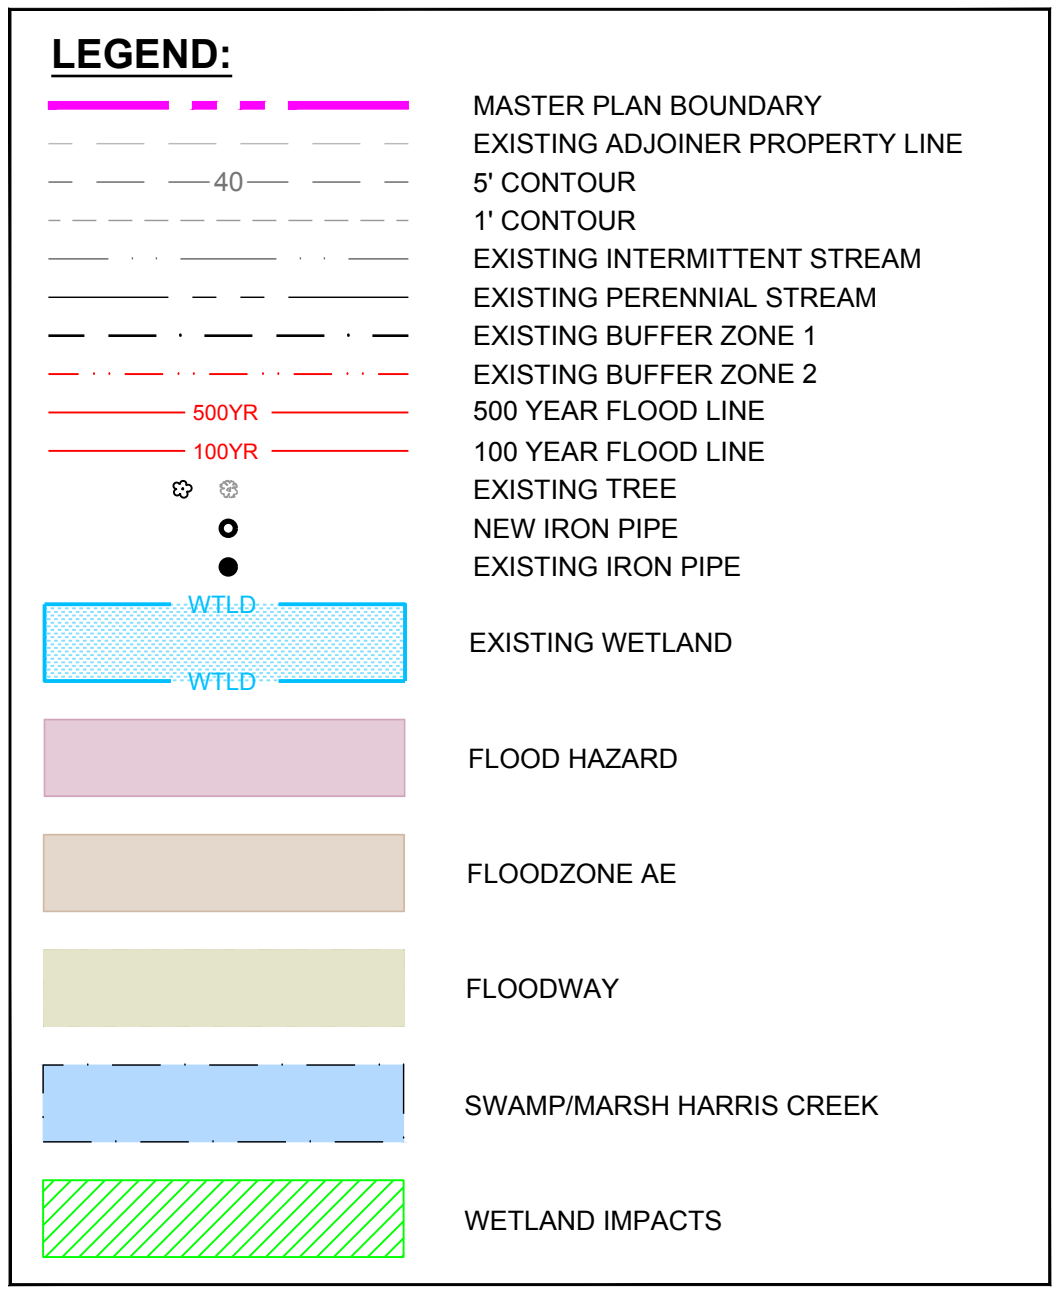 LEGEND:
MASTER PLAN BOUNDARY
EXISTING ADJOINER PROPERTY LINE
40 5' CONTOUR
1' CONTOUR
EXISTING INTERMITTENT STREAM
EXISTING PERENNIAL STREAM
EXISTING BUFFER ZONE 1
EXISTING BUFFER ZONE 2
500YR 500 YEAR FLOOD LINE
100YR 100 YEAR FLOOD LINE
EXISTING TREE
NEW IRON PIPE
EXISTING IRON PIPE
WTLD
EXISTING WETLAND
WTLD
FLOOD HAZARD
FLOODZONE AE
FLOODWAY
SWAMP/MARSH HARRIS CREEK
WETLAND IMPACTS